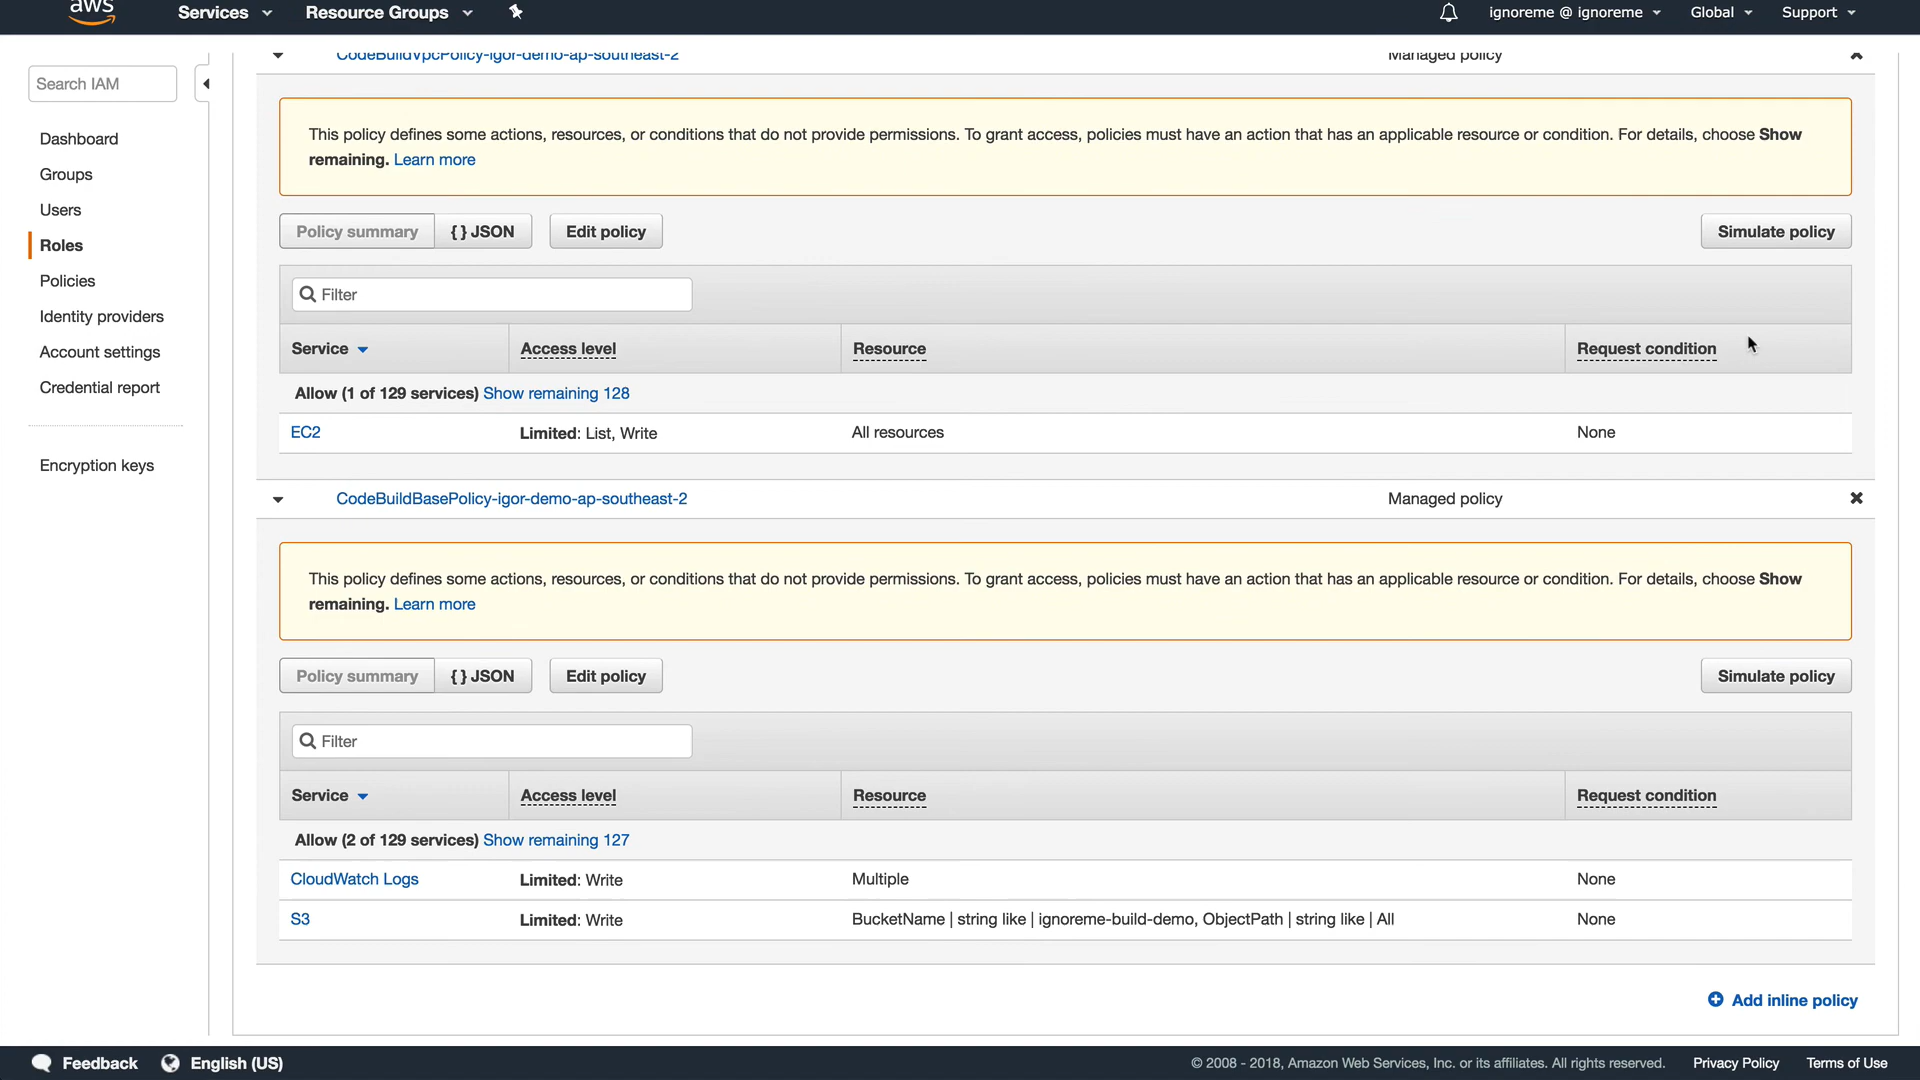 aws Services Resource Groups ignoreme @ ignoreme Global Support
CodeBuildVpcPolicy-igor-demo-ap-southeast-2 Managed policy
Search IAM
Dashboard
Groups
Users
Roles
Policies
Identity providers
Account settings
Credential report
Encryption keys
This policy defines some actions, resources, or conditions that do not provide permissions. To grant access, policies must have an action that has an applicable resource or condition. For details, choose Show
remaining. Learn more
Policy summary { } JSON Edit policy Simulate policy
Filter
Service Access level Resource Request condition
Allow (1 of 129 services) Show remaining 128
EC2 Limited: List, Write All resources None
CodeBuildBasePolicy-igor-demo-ap-southeast-2 Managed policy
This policy defines some actions, resources, or conditions that do not provide permissions. To grant access, policies must have an action that has an applicable resource or condition. For details, choose Show
remaining. Learn more
Policy summary { } JSON Edit policy Simulate policy
Filter
Service Access level Resource Request condition
Allow (2 of 129 services) Show remaining 127
CloudWatch Logs Limited: Write Multiple None
S3 Limited: Write BucketName | string like | ignoreme-build-demo, ObjectPath | string like | All None
Add inline policy
Feedback English (US) © 2008 - 2018, Amazon Web Services, Inc. or its affiliates. All rights reserved. Privacy Policy Terms of Use